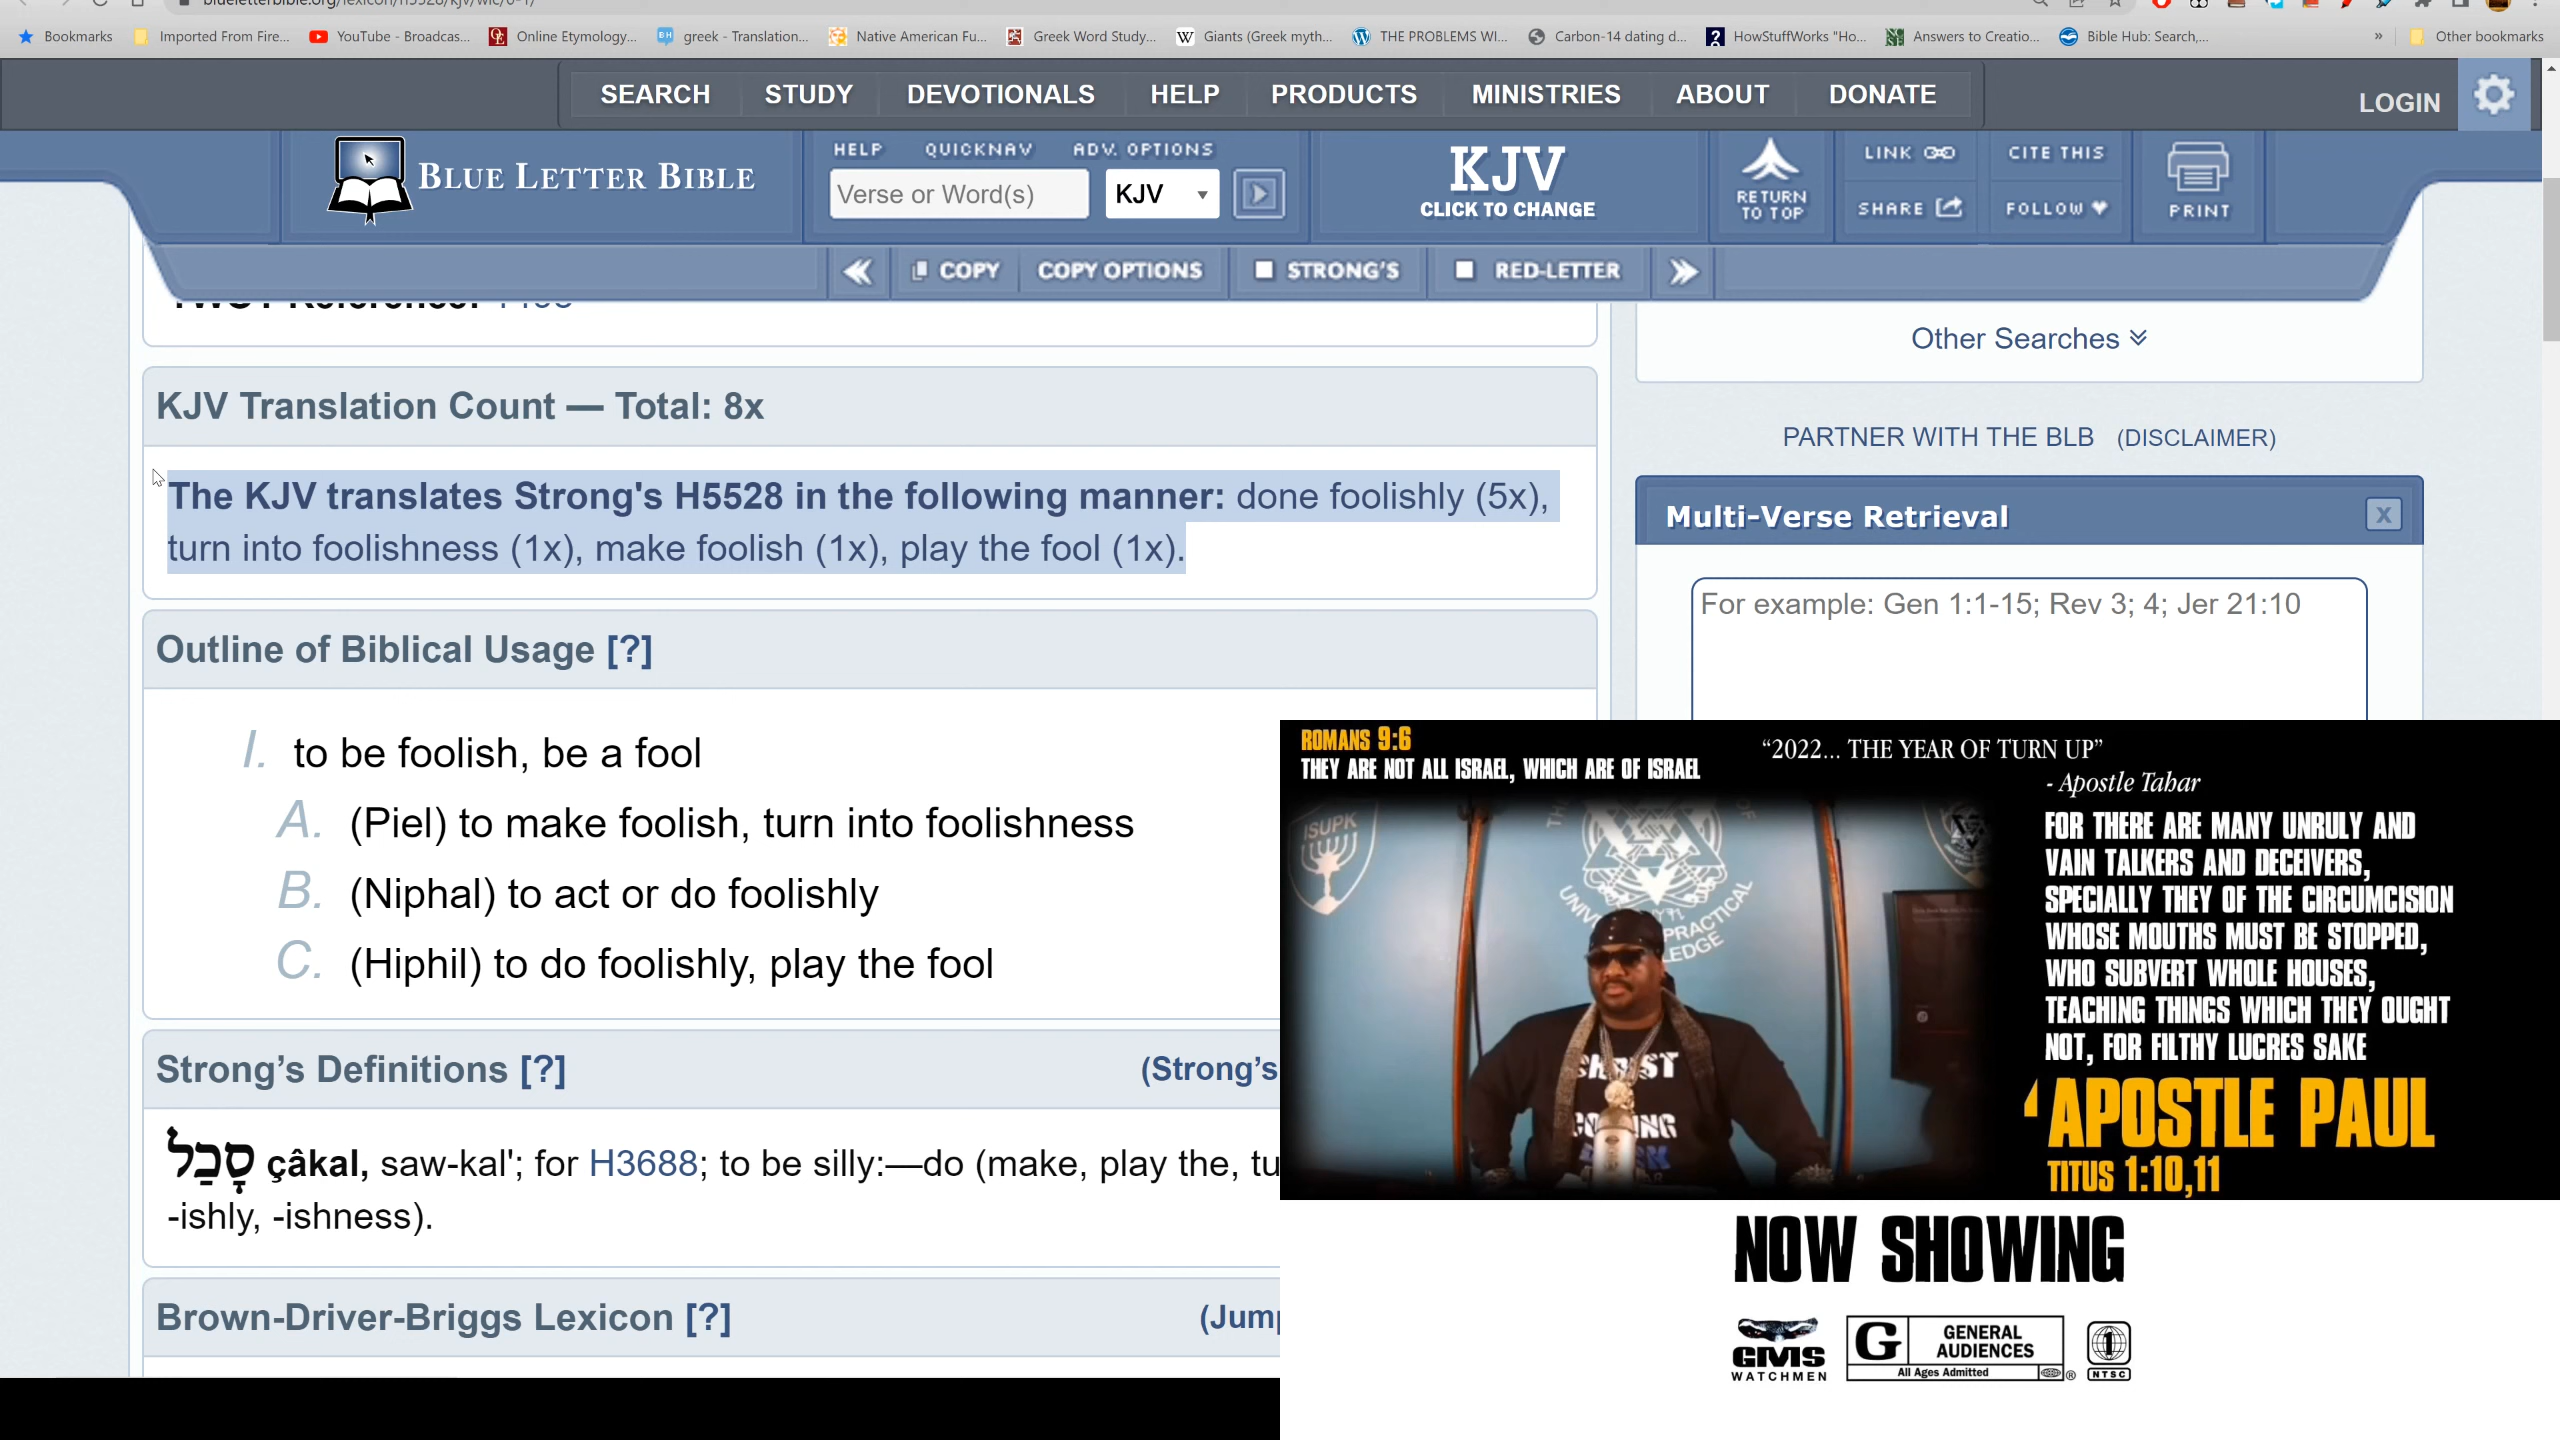 Bookmarks Imported From Fire... YouTube - Broadcas... Online Etymology... greek - Translation... Native American Fu... Greek Word Study... Giants (Greek myth... THE PROBLEMS WI... Carbon-14 dating d... HowStuffWorks "Ho... Answers to Creatio... Bible Hub: Search,... » Other bookmarks
SEARCH STUDY DEVOTIONALS HELP PRODUCTS MINISTRIES ABOUT DONATE LOGIN
BLUE LETTER BIBLE
HELP QUICKNAV ADV. OPTIONS
Verse or Word(s) KJV
KJV
CLICK TO CHANGE
RETURN
TO TOP
LINK CITE THIS
SHARE FOLLOW
PRINT
COPY COPY OPTIONS STRONG'S RED-LETTER
Other Searches
KJV Translation Count — Total: 8x
The KJV translates Strong's H5528 in the following manner: done foolishly (5x),
turn into foolishness (1x), make foolish (1x), play the fool (1x).
PARTNER WITH THE BLB (DISCLAIMER)
Multi-Verse Retrieval X
For example: Gen 1:1-15; Rev 3; 4; Jer 21:10
Outline of Biblical Usage [?]
I. to be foolish, be a fool
A. (Piel) to make foolish, turn into foolishness
B. (Niphal) to act or do foolishly
C. (Hiphil) to do foolishly, play the fool
Strong's Definitions [?] (Strong's
סָכַל çâkal, saw-kal'; for H3688; to be silly:—do (make, play the, tu
-ishly, -ishness).
Brown-Driver-Briggs Lexicon [?] (Jump
ROMANS 9:6
THEY ARE NOT ALL ISRAEL, WHICH ARE OF ISRAEL
“2022... THE YEAR OF TURN UP”
- Apostle Tahar
FOR THERE ARE MANY UNRULY AND
VAIN TALKERS AND DECEIVERS,
SPECIALLY THEY OF THE CIRCUMCISION
WHOSE MOUTHS MUST BE STOPPED,
WHO SUBVERT WHOLE HOUSES,
TEACHING THINGS WHICH THEY OUGHT
NOT, FOR FILTHY LUCRES SAKE
‘APOSTLE PAUL
TITUS 1:10,11
ISUPK
PRACTICAL
CHRIST
NOW SHOWING
GMS
WATCHMEN
G GENERAL
AUDIENCES
All Ages Admitted
®
1
NTSC